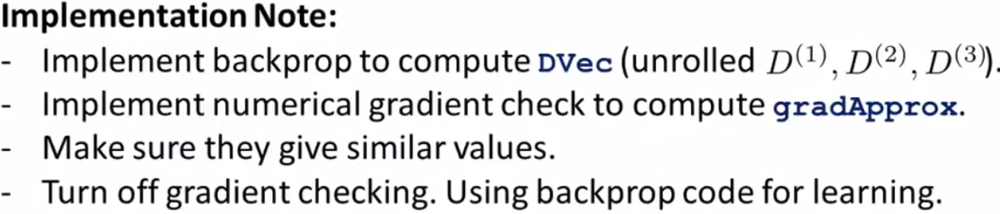 Implementation Note:
- Implement backprop to compute DVec (unrolled D⁽¹⁾, D⁽²⁾, D⁽³⁾).
- Implement numerical gradient check to compute gradApprox.
- Make sure they give similar values.
- Turn off gradient checking. Using backprop code for learning.